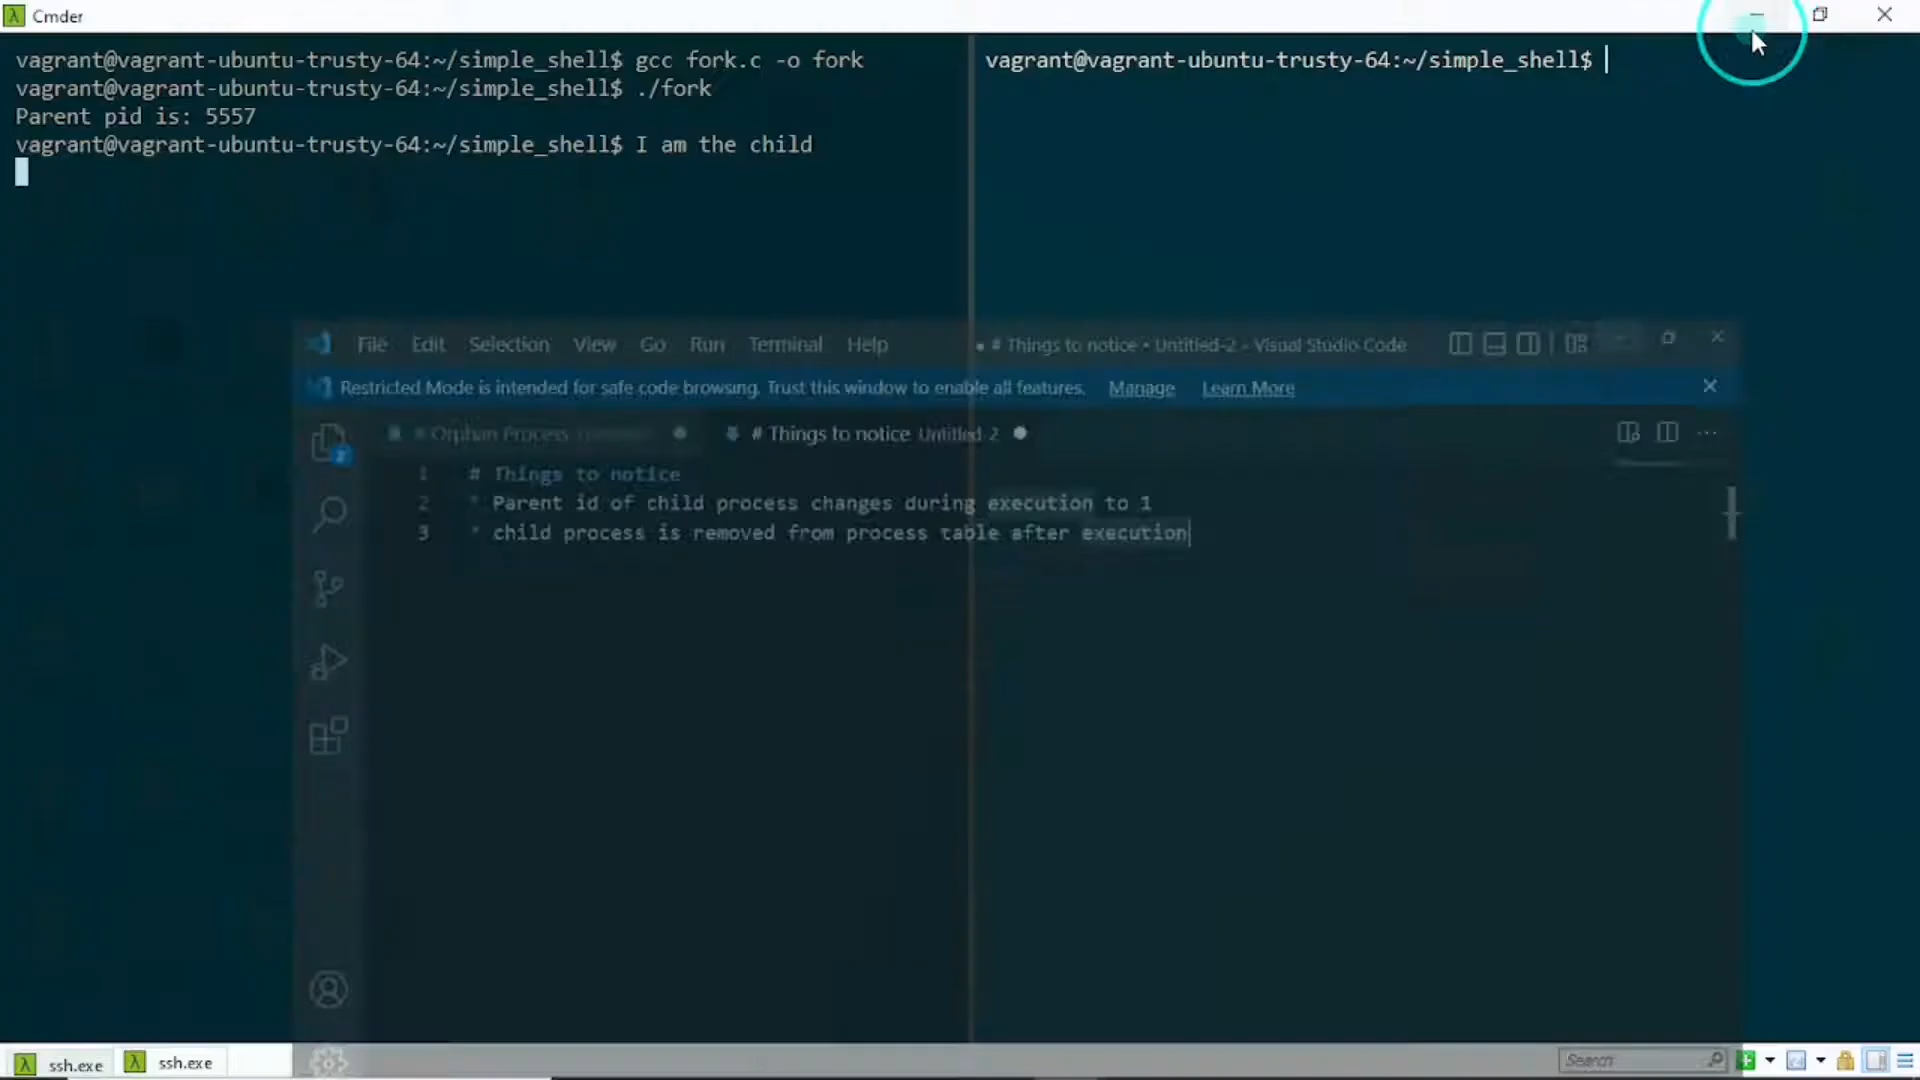 Cmder
vagrant@vagrant-ubuntu-trusty-64:~/simple_shell$ gcc fork.c -o fork
vagrant@vagrant-ubuntu-trusty-64:~/simple_shell$ ./fork
Parent pid is: 5557
vagrant@vagrant-ubuntu-trusty-64:~/simple_shell$ I am the child
vagrant@vagrant-ubuntu-trusty-64:~/simple_shell$
File Edit Selection View Go Run Terminal Help ● # Things to notice • Untitled-2 - Visual Studio Code
Restricted Mode is intended for safe code browsing. Trust this window to enable all features. Manage Learn More
# Orphan Process # Things to notice Untitled-2
1 # Things to notice
2 * Parent id of child process changes during execution to 1
3 * child process is removed from process table after execution
2
ssh.exe ssh.exe Search